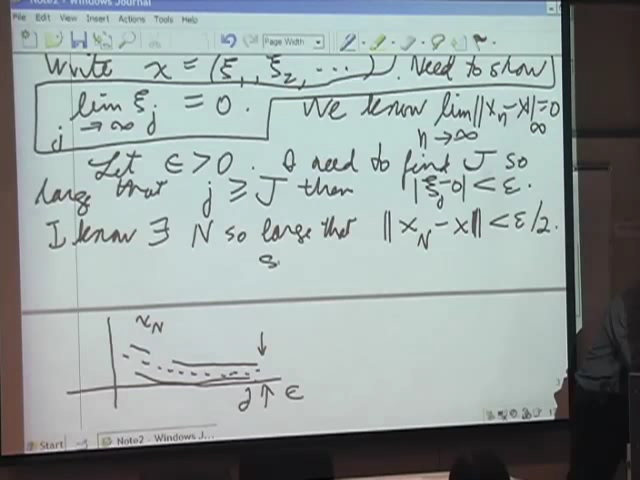 Note2 - Windows Journal
File Edit View Insert Actions Tools Help
Page Width
Write x = (ξ₁, ξ₂, ⋯). Need to show
lim ξⱼ = 0. We know lim ||xₙ-x||∞ = 0
j → ∞ n → ∞
Let ε > 0. I need to find J so
large that j ≥ J then |ξⱼ-0| < ε.
I know ∃ N so large that ||x_N - x|| < ε/2.
x_N
J ↑ ε
Start Note2 - Windows J...